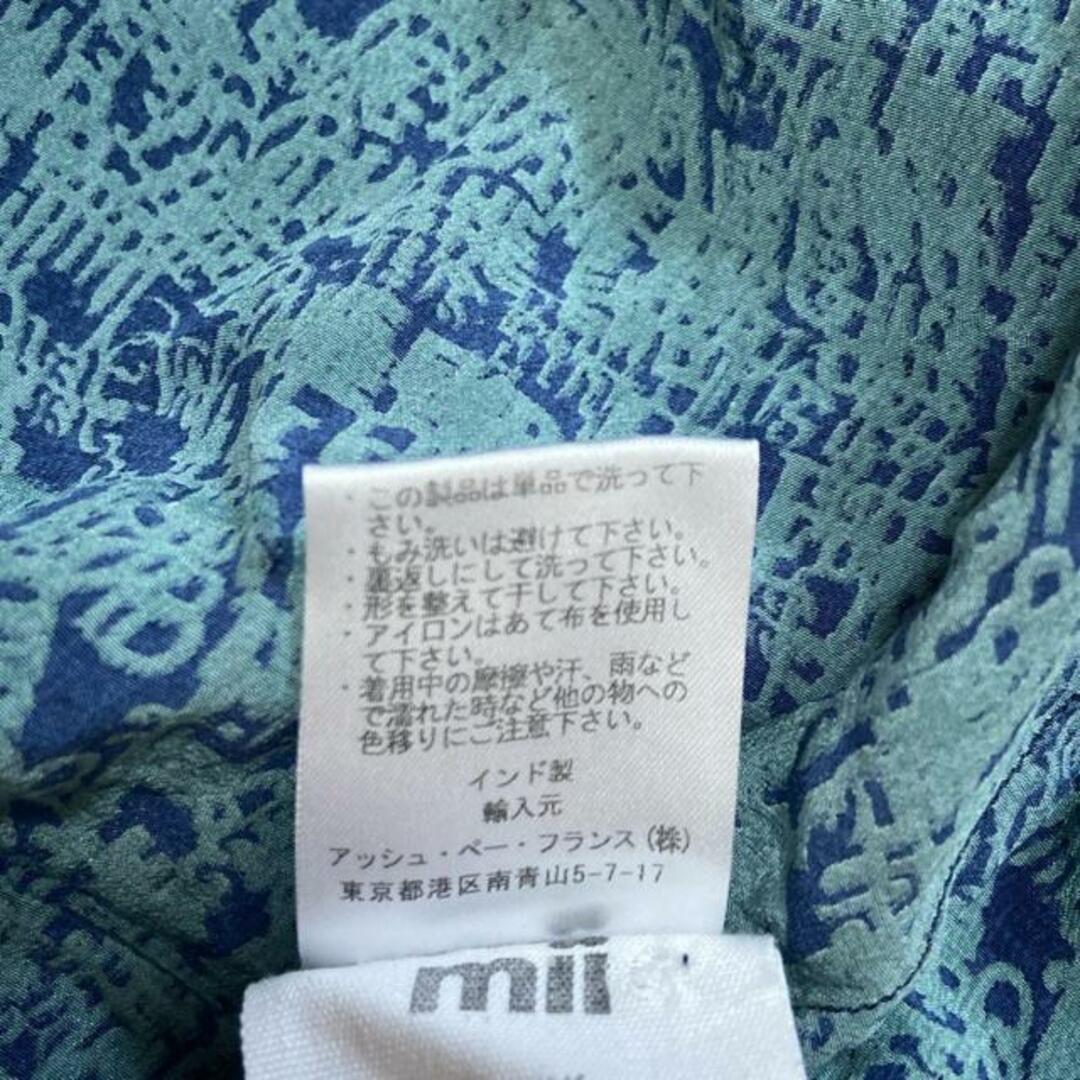 ・この製品は単品で洗って下
さい。
・もみ洗いは避けて下さい。
・裏返しにして洗って下さい。
・形を整えて干して下さい。
・アイロンはあて布を使用し
て下さい。
・着用中の摩擦や汗、雨など
で濡れた時など他の物への
色移りにご注意下さい。
インド製
輸入元
アッシュ・ペー・フランス(株)
東京都港区南青山5-7-17
mii